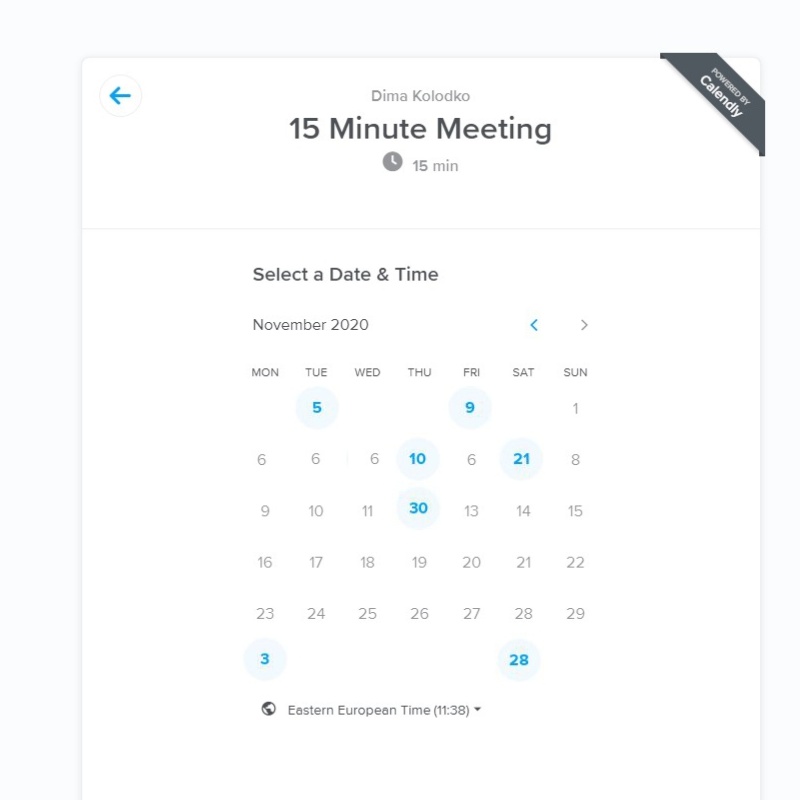 POWERED BY
Calendly
Dima Kolodko
15 Minute Meeting
15 min
Select a Date & Time
November 2020
MON TUE WED THU FRI SAT SUN
5 9 1
6 6 6 10 6 21 8
9 10 11 30 13 14 15
16 17 18 19 20 21 22
23 24 25 26 27 28 29
3 28
Eastern European Time (11:38)